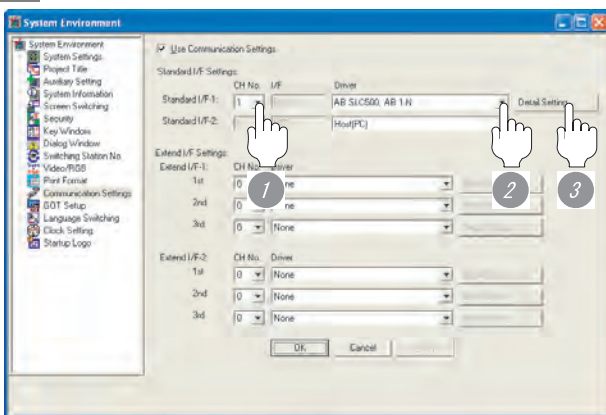 System Environment
System Environment
System Settings
Project Title
Auxiliary Setting
System Information
Screen Switching
Security
Key Window
Dialog Window
Switching Station No.
Video/RGB
Print Format
Communication Settings
GOT Setup
Language Switching
Clock Setting
Startup Logo
Use Communication Settings
Standard I/F Settings:
CH No. I/F Driver
Standard I/F-1: 1 AB SLC500, AB 1:N Detail Setting
Standard I/F-2: Host(PC)
Extend I/F Settings:
Extend I/F-1: CH No. Driver
1st 0
2nd 0
3rd 0 None
Extend I/F-2: CH No. Driver
1st 0 None
2nd 0 None
3rd 0 None
OK Cancel
1 2 3